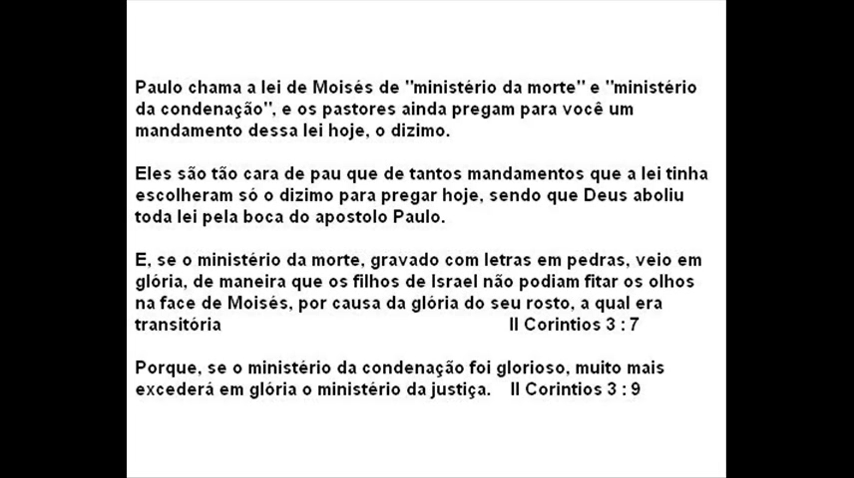 Paulo chama a lei de Moisés de "ministério da morte" e "ministério
da condenação", e os pastores ainda pregam para você um
mandamento dessa lei hoje, o dizimo.
Eles são tão cara de pau que de tantos mandamentos que a lei tinha
escolheram só o dizimo para pregar hoje, sendo que Deus aboliu
toda lei pela boca do apostolo Paulo.
E, se o ministério da morte, gravado com letras em pedras, veio em
glória, de maneira que os filhos de Israel não podiam fitar os olhos
na face de Moisés, por causa da glória do seu rosto, a qual era
transitória II Corintios 3 : 7
Porque, se o ministério da condenação foi glorioso, muito mais
excederá em glória o ministério da justiça. II Corintios 3 : 9